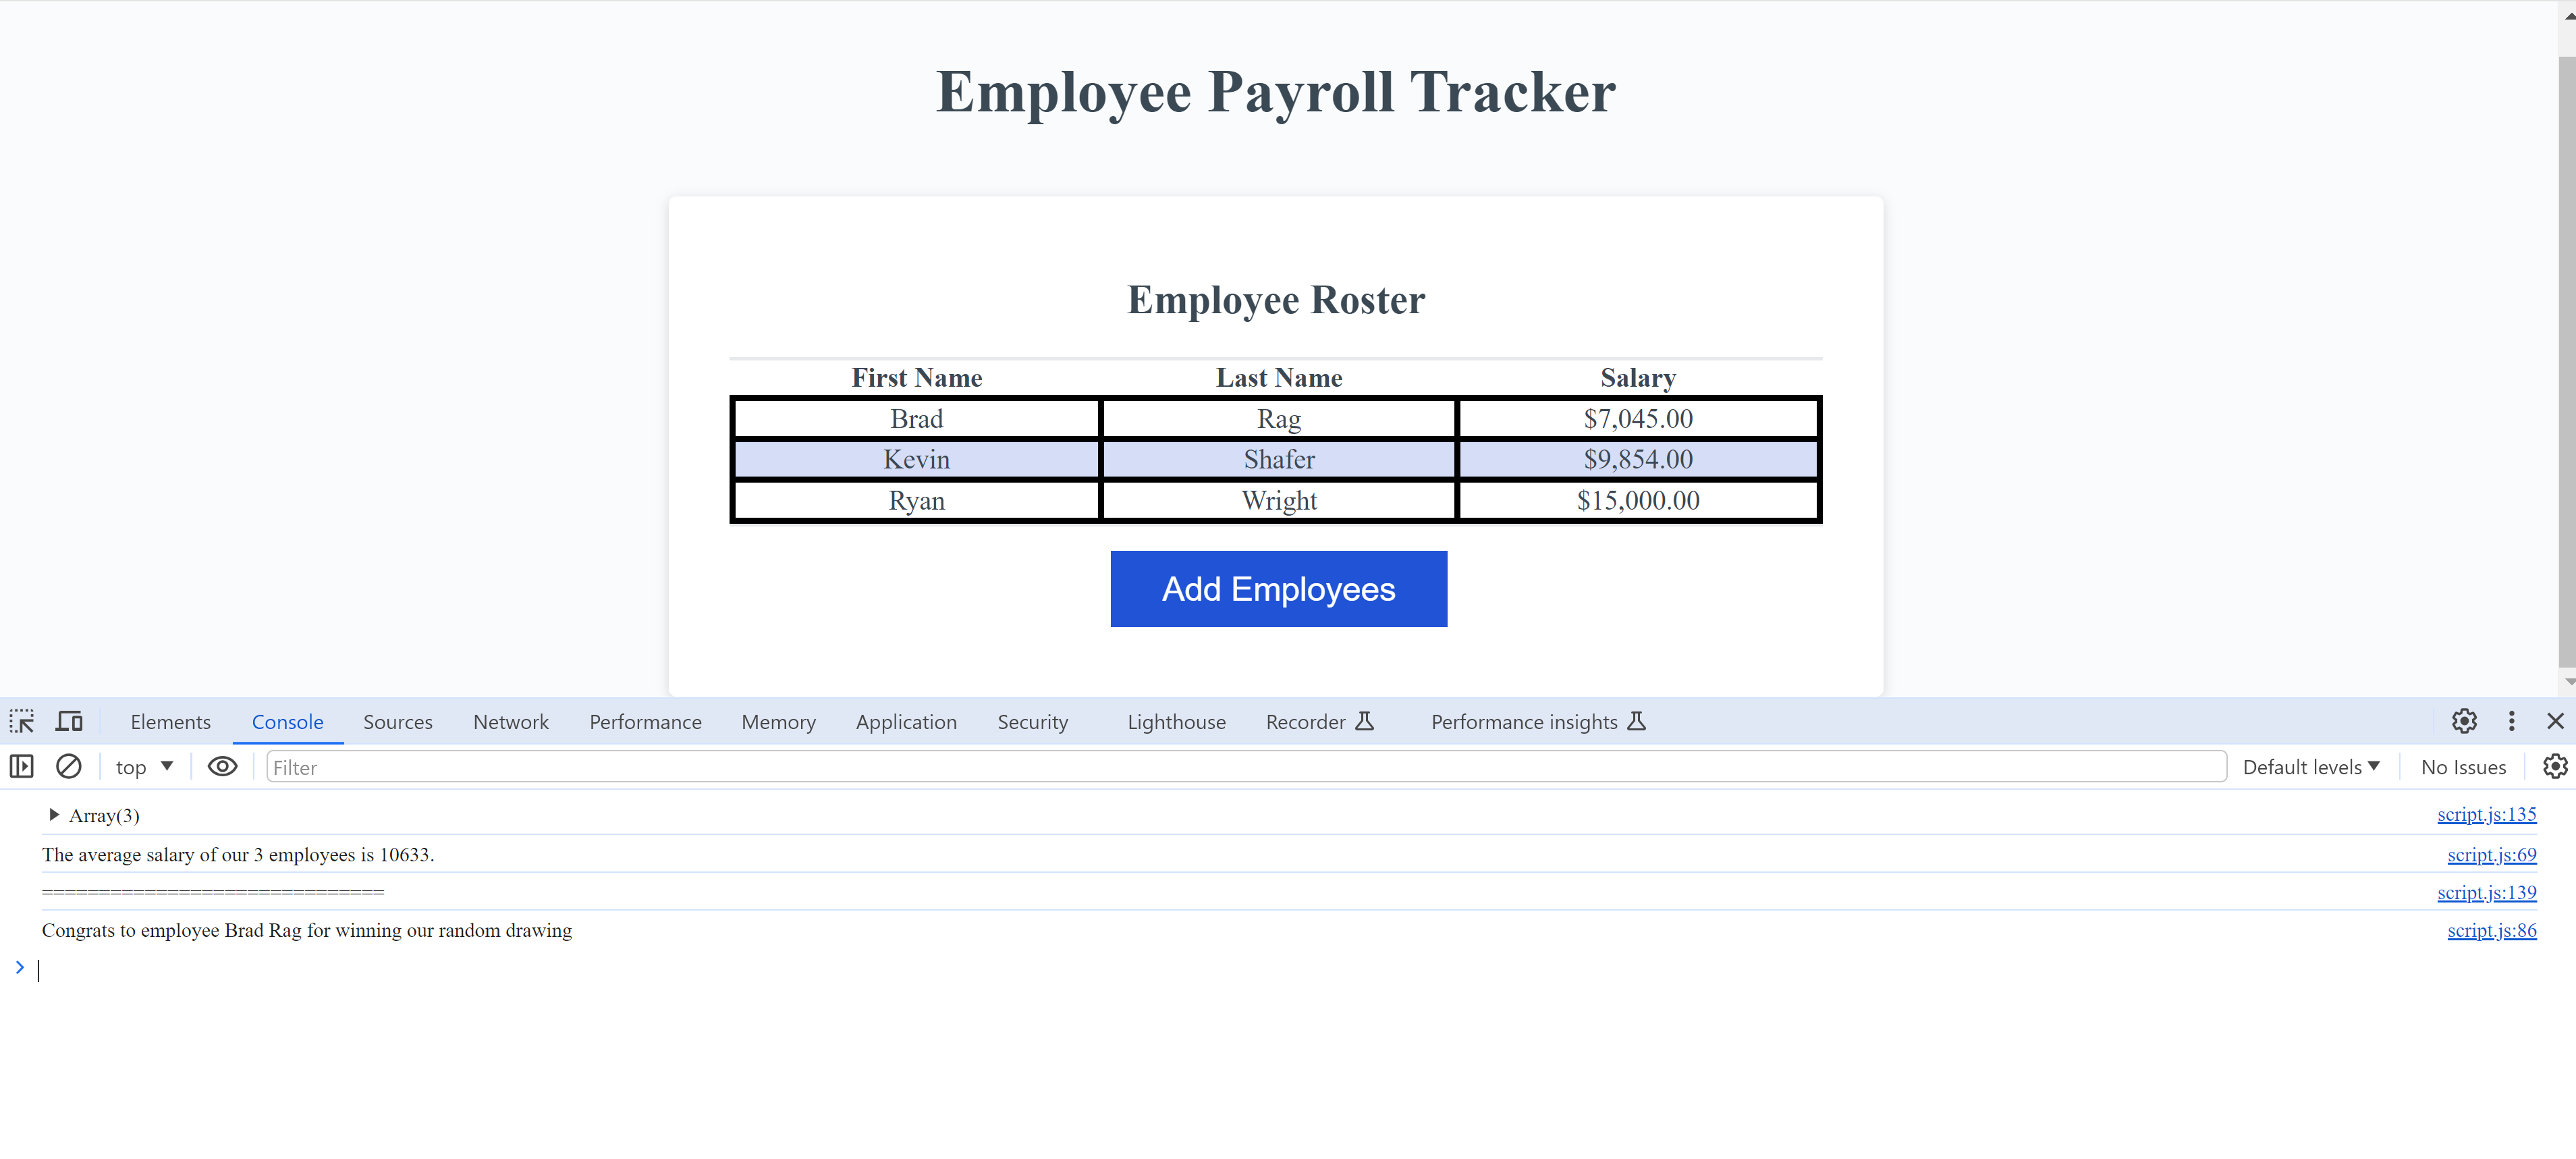 Employee Payroll Tracker
Employee Roster
First Name Last Name Salary
Brad Rag $7,045.00
Kevin Shafer $9,854.00
Ryan Wright $15,000.00
Add Employees
Elements Console Sources Network Performance Memory Application Security Lighthouse Recorder Performance insights
top Filter Default levels No Issues
Array(3) script.js:135
The average salary of our 3 employees is 10633. script.js:69
============================== script.js:139
Congrats to employee Brad Rag for winning our random drawing script.js:86